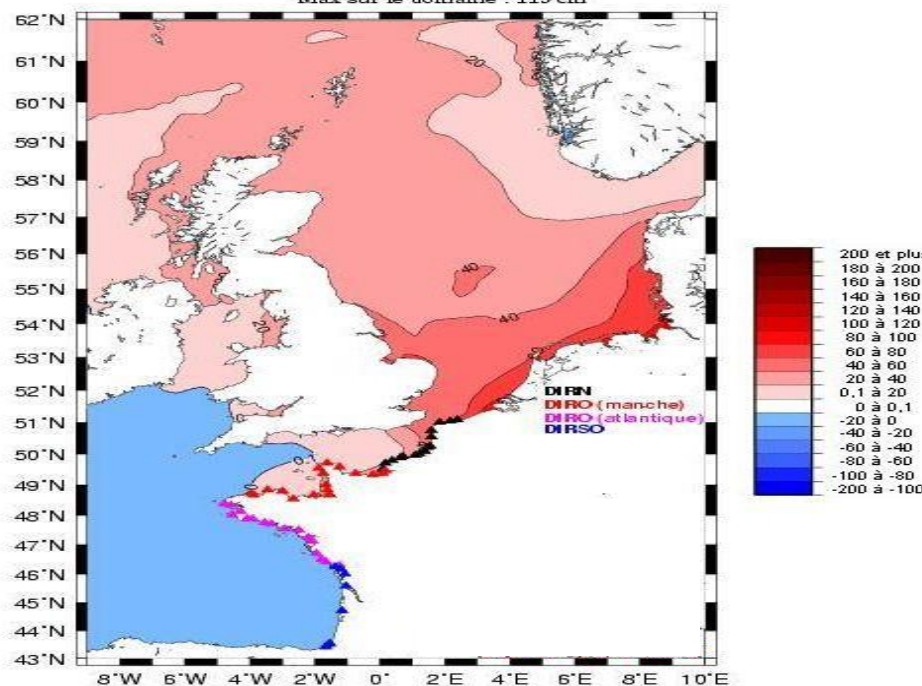 Max sur le domaine : 115 cm
62°N
61°N
60°N
59°N
58°N
57°N
56°N
55°N
54°N
53°N
52°N
51°N
50°N
49°N
48°N
47°N
46°N
45°N
44°N
43°N
8°W 6°W 4°W 2°W 0° 2°E 4°E 6°E 8°E 10°E
20
40
40
20
0.1
DIRN
DIRO (manche)
DIRO (atlantique)
DIRSO
200 et plu
180 à 200
160 à 180
140 à 160
120 à 140
100 à 120
80 à 100
60 à 80
40 à 60
20 à 40
0,1 à 20
0 à 0,1
-20 à 0
-40 à -20
-60 à -40
-80 à -60
-100 à -80
-200 à -100